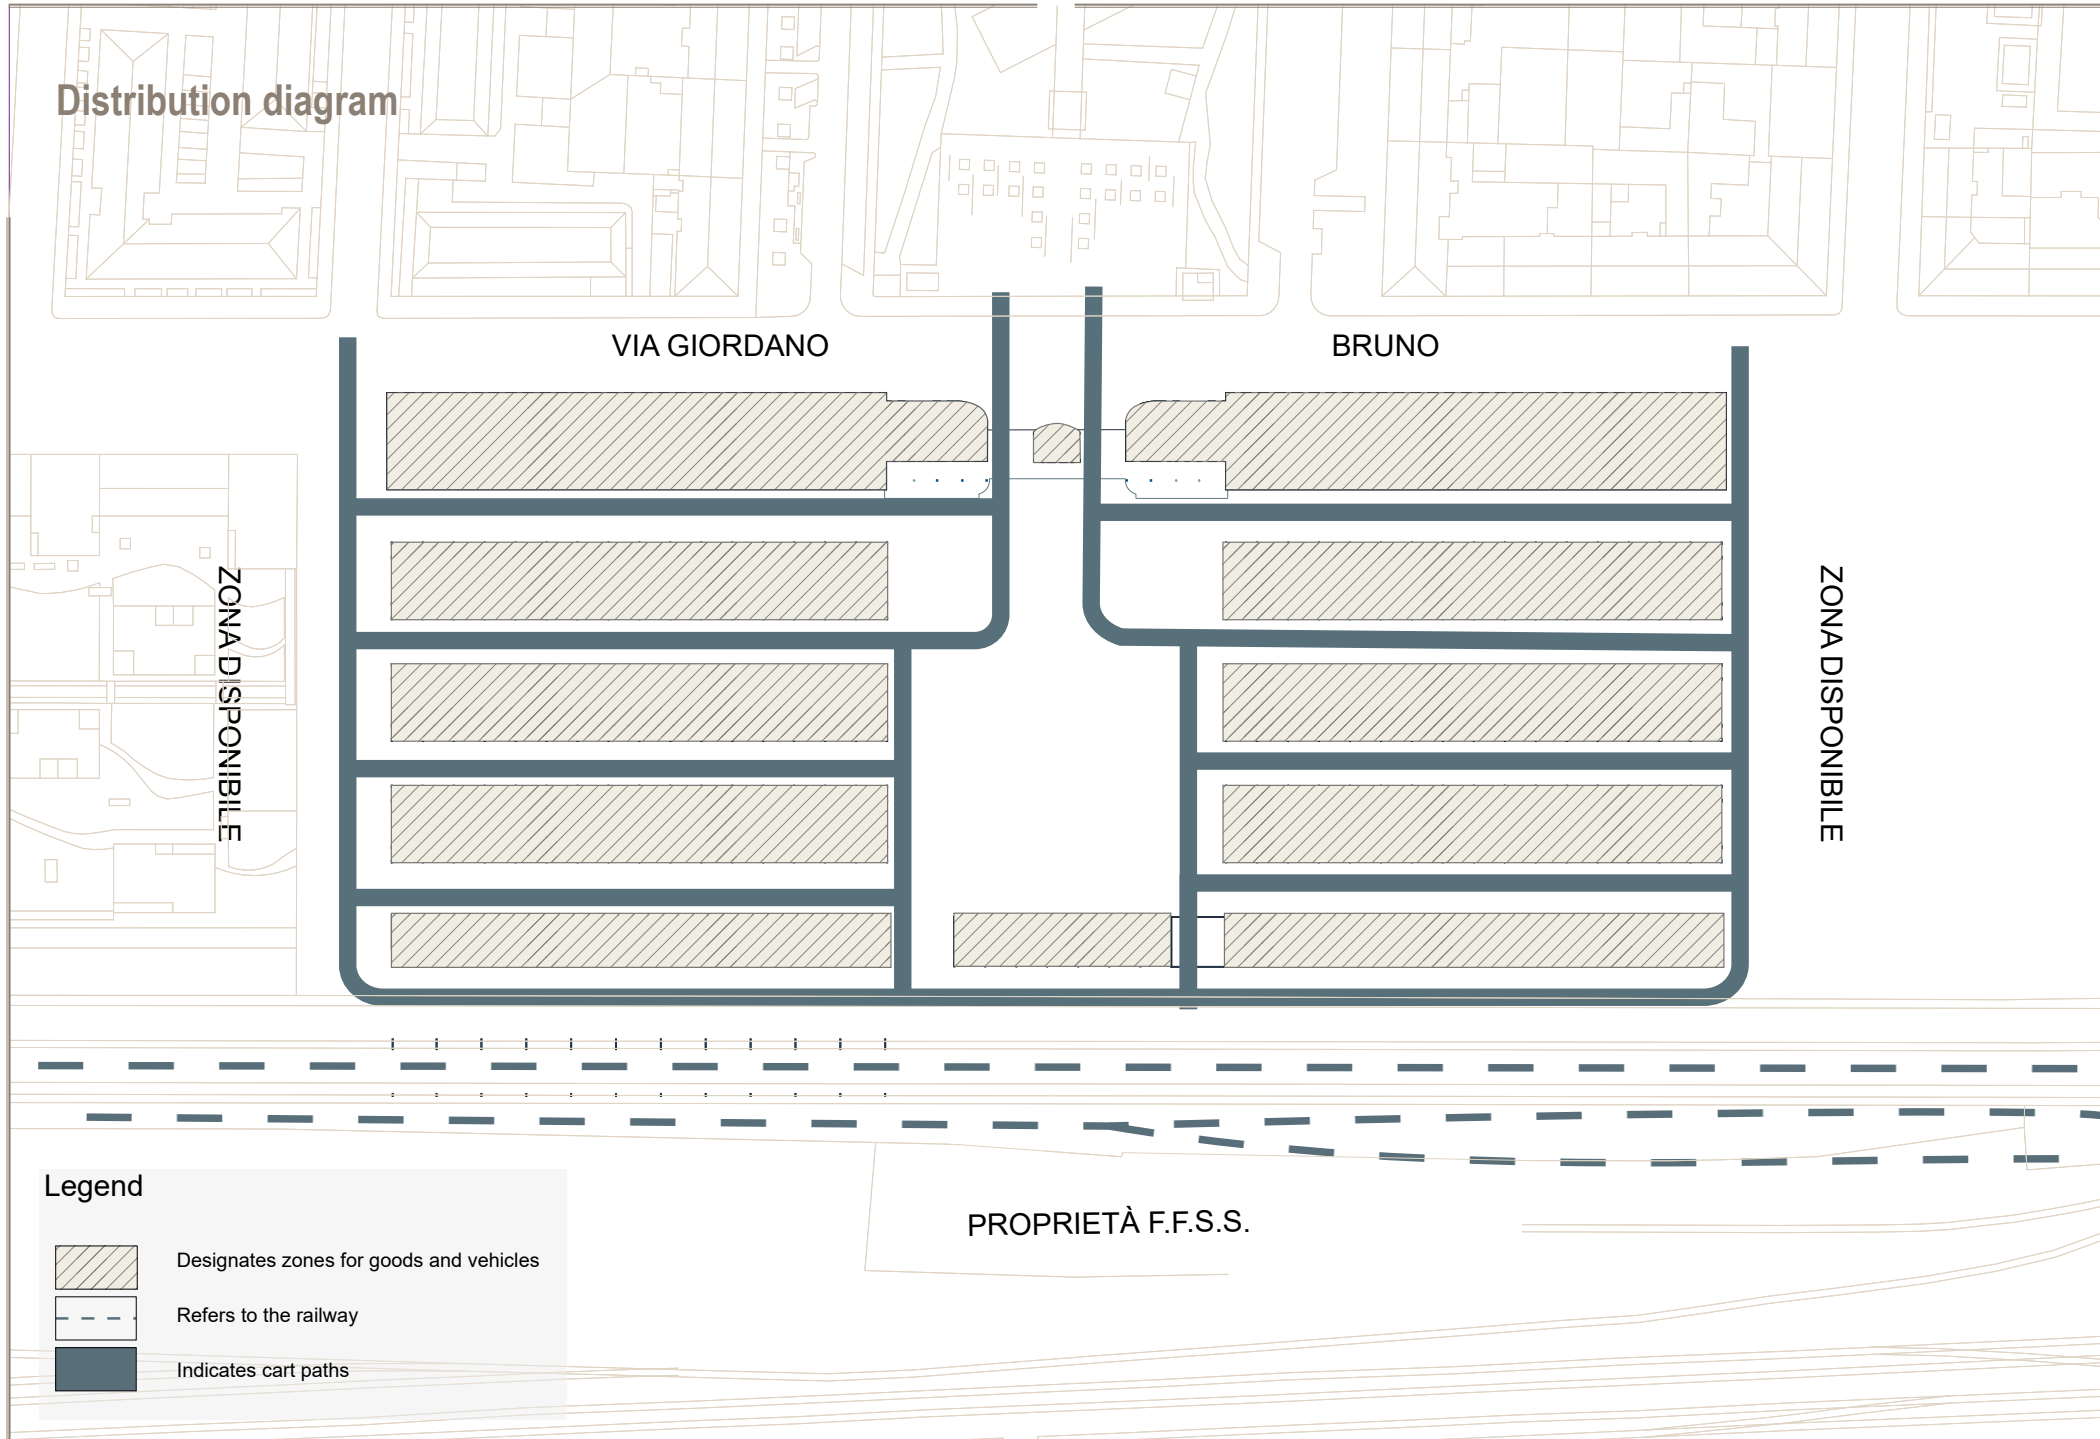 Distribution diagram
VIA GIORDANO
BRUNO
ZONA DISPONIBILE
ZONA DISPONIBILE
PROPRIETÀ F.F.S.S.
Legend
Designates zones for goods and vehicles
Refers to the railway
Indicates cart paths